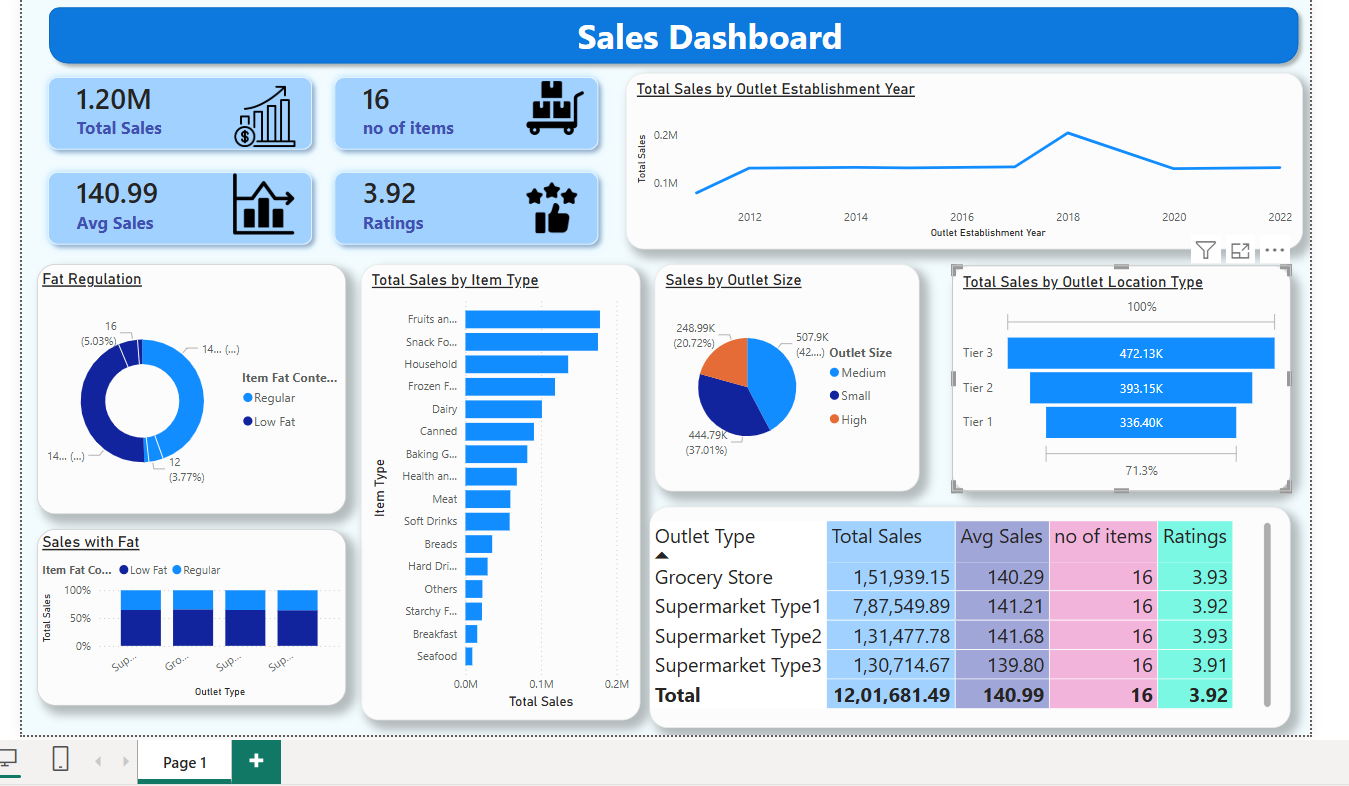 Sales Dashboard
1.20M
Total Sales
16
no of items
140.99
Avg Sales
3.92
Ratings
Total Sales by Outlet Establishment Year
Total Sales
0.2M
0.1M
2012 2014 2016 2018 2020 2022
Outlet Establishment Year
Fat Regulation
16
(5.03%)
14... (...)
14... (...)
12
(3.77%)
Item Fat Conte...
Regular
Low Fat
Sales with Fat
Item Fat Co... Low Fat Regular
Total Sales
100%
50%
0%
Sup... Gro... Sup... Sup...
Outlet Type
Total Sales by Item Type
Item Type
Fruits an...
Snack Fo...
Household
Frozen F...
Dairy
Canned
Baking G...
Health an...
Meat
Soft Drinks
Breads
Hard Dri...
Others
Starchy F...
Breakfast
Seafood
0.0M 0.1M 0.2M
Total Sales
Sales by Outlet Size
248.99K
(20.72%)
507.9K
(42....)
444.79K
(37.01%)
Outlet Size
Medium
Small
High
Total Sales by Outlet Location Type
100%
Tier 3 472.13K
Tier 2 393.15K
Tier 1 336.40K
71.3%
Outlet Type Total Sales Avg Sales no of items Ratings
Grocery Store 1,51,939.15 140.29 16 3.93
Supermarket Type1 7,87,549.89 141.21 16 3.92
Supermarket Type2 1,31,477.78 141.68 16 3.93
Supermarket Type3 1,30,714.67 139.80 16 3.91
Total 12,01,681.49 140.99 16 3.92
Page 1